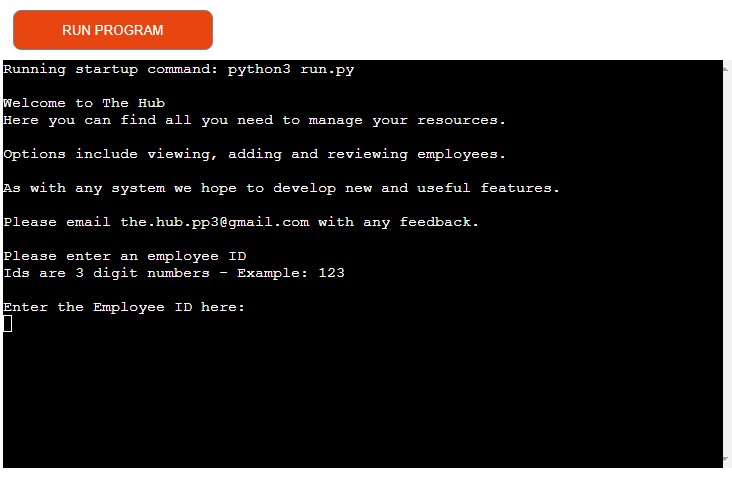 RUN PROGRAM
Running startup command: python3 run.py
Welcome to The Hub
Here you can find all you need to manage your resources.
Options include viewing, adding and reviewing employees.
As with any system we hope to develop new and useful features.
Please email the.hub.pp3@gmail.com with any feedback.
Please enter an employee ID
Ids are 3 digit numbers - Example: 123
Enter the Employee ID here: